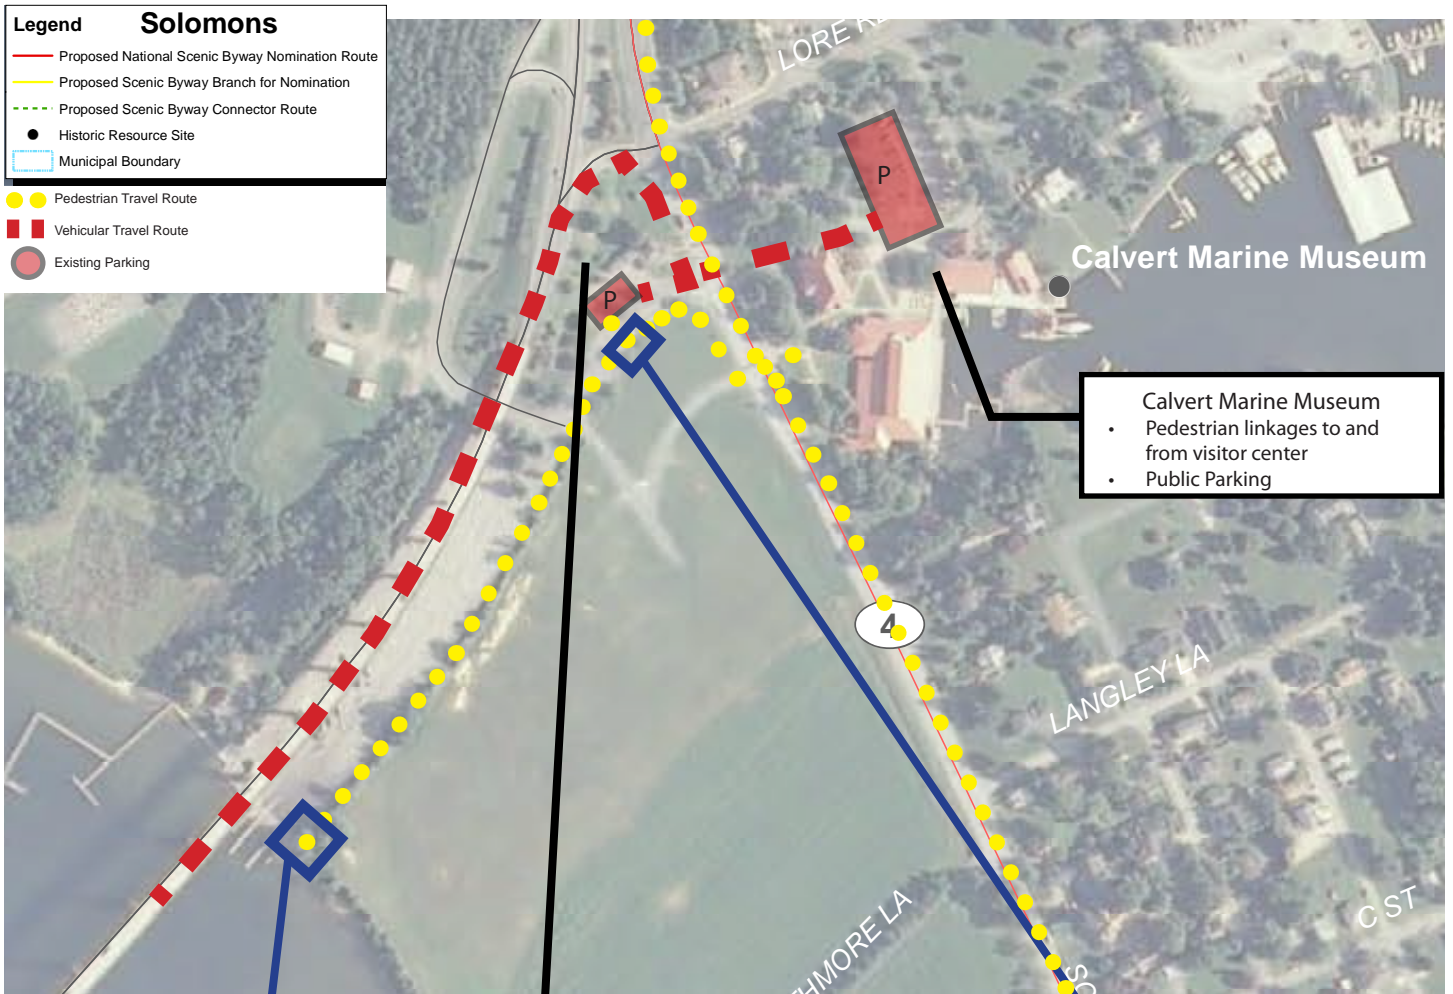 Legend Solomons
Proposed National Scenic Byway Nomination Route
Proposed Scenic Byway Branch for Nomination
Proposed Scenic Byway Connector Route
Historic Resource Site
Municipal Boundary
Pedestrian Travel Route
Vehicular Travel Route
Existing Parking
LORE
P
P
Calvert Marine Museum
Calvert Marine Museum
• Pedestrian linkages to and
from visitor center
• Public Parking
4
LANGLEY LA
THMORE LA
C ST